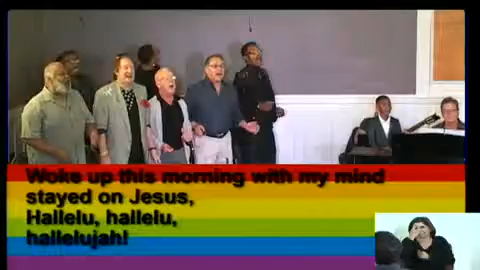 Woke up this morning with my mind
stayed on Jesus,
Hallelu, hallelu,
hallelujah!